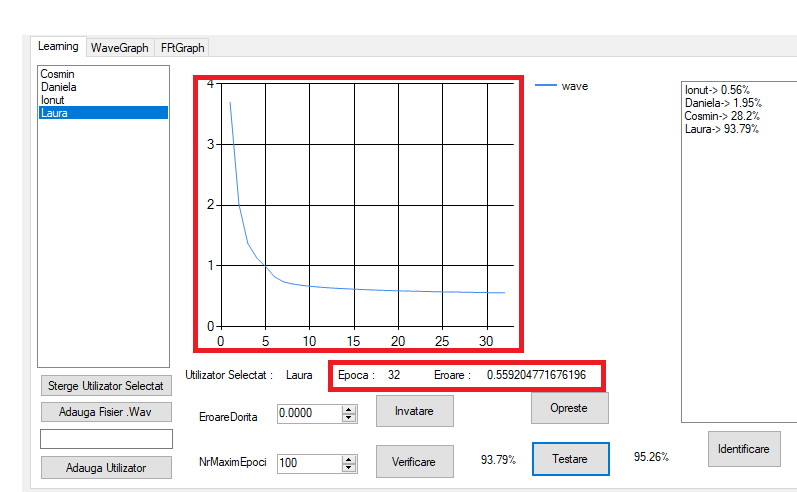 Learning WaveGraph FFtGraph
Cosmin
Daniela
Ionut
Laura
4
3
2
1
0
0 5 10 15 20 25 30
wave
Ionut-> 0.56%
Daniela-> 1.95%
Cosmin-> 28.2%
Laura-> 93.79%
Utilizator Selectat : Laura Epoca : 32 Eroare : 0.559204771676196
Sterge Utilizator Selectat
Adauga Fisier .Wav
Adauga Utilizator
EroareDorita 0.0000 Invatare Opreste
NrMaximEpoci 100 Verificare 93.79% Testare 95.26% Identificare